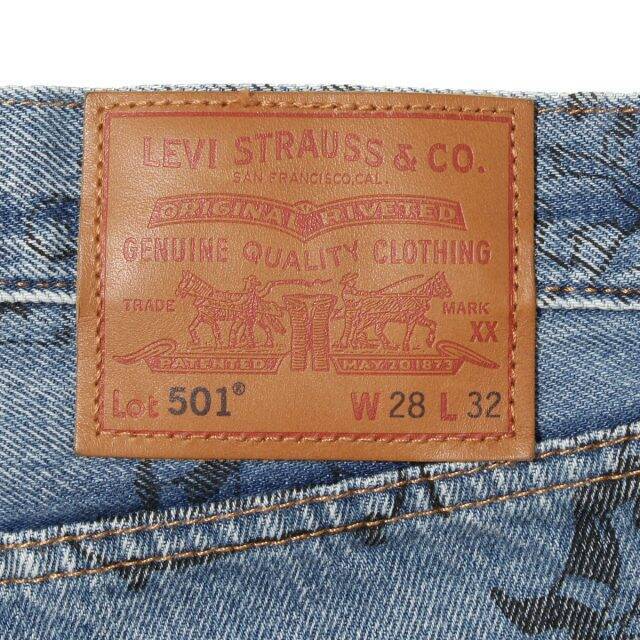 LEVI STRAUSS & CO.
SAN FRANCISCO, CAL.
ORIGINAL RIVETED
GENUINE QUALITY CLOTHING
TRADE MARK
XX
PATENTED MAY 20 1873
Lot 501® W 28 L 32